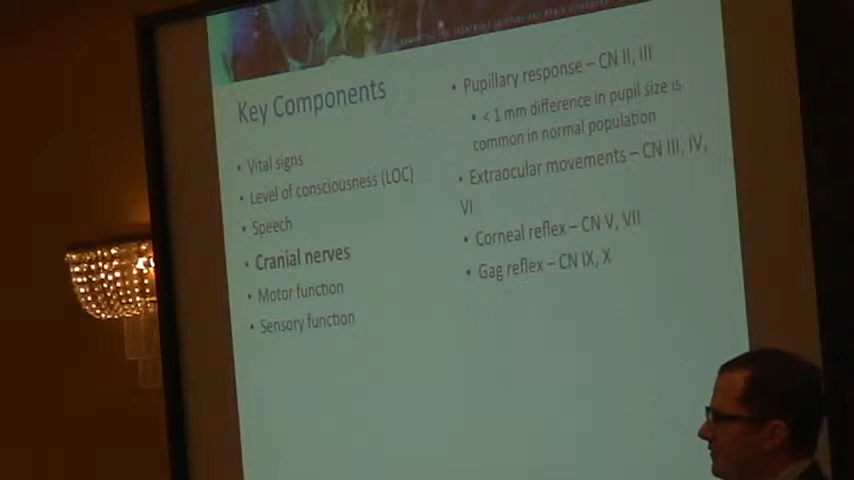 Key Components
• Vital signs
• Level of consciousness (LOC)
• Speech
• Cranial nerves
• Motor function
• Sensory function
• Pupillary response – CN II, III
• < 1 mm difference in pupil size is
common in normal population
• Extraocular movements – CN III, IV,
VI
• Corneal reflex – CN V, VII
• Gag reflex – CN IX, X